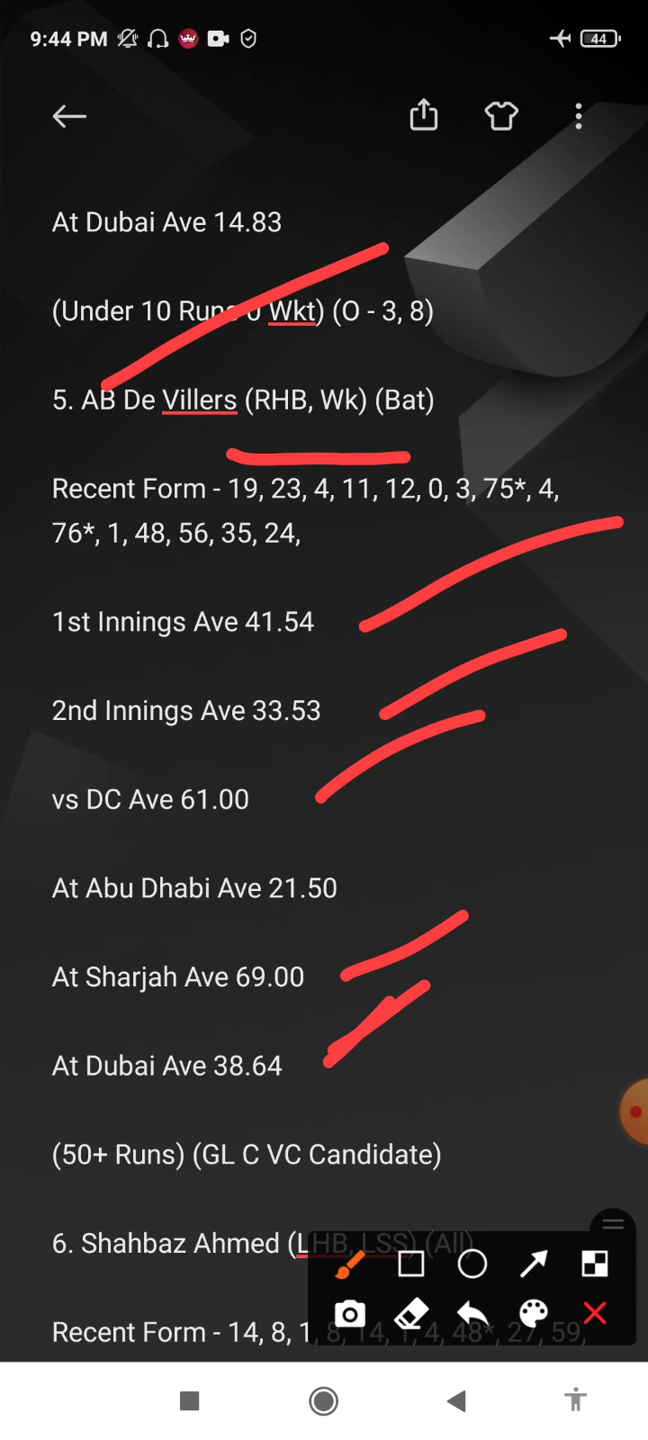 9:44 PM
44
At Dubai Ave 14.83
(Under 10 Runs 0 Wkt) (O - 3, 8)
5. AB De Villers (RHB, Wk) (Bat)
Recent Form - 19, 23, 4, 11, 12, 0, 3, 75*, 4,
76*, 1, 48, 56, 35, 24,
1st Innings Ave 41.54
2nd Innings Ave 33.53
vs DC Ave 61.00
At Abu Dhabi Ave 21.50
At Sharjah Ave 69.00
At Dubai Ave 38.64
(50+ Runs) (GL C VC Candidate)
6. Shahbaz Ahmed (LHB, LSS) (All)
Recent Form - 14, 8, 1, 8, 14, 1, 4, 48*, 27, 59,